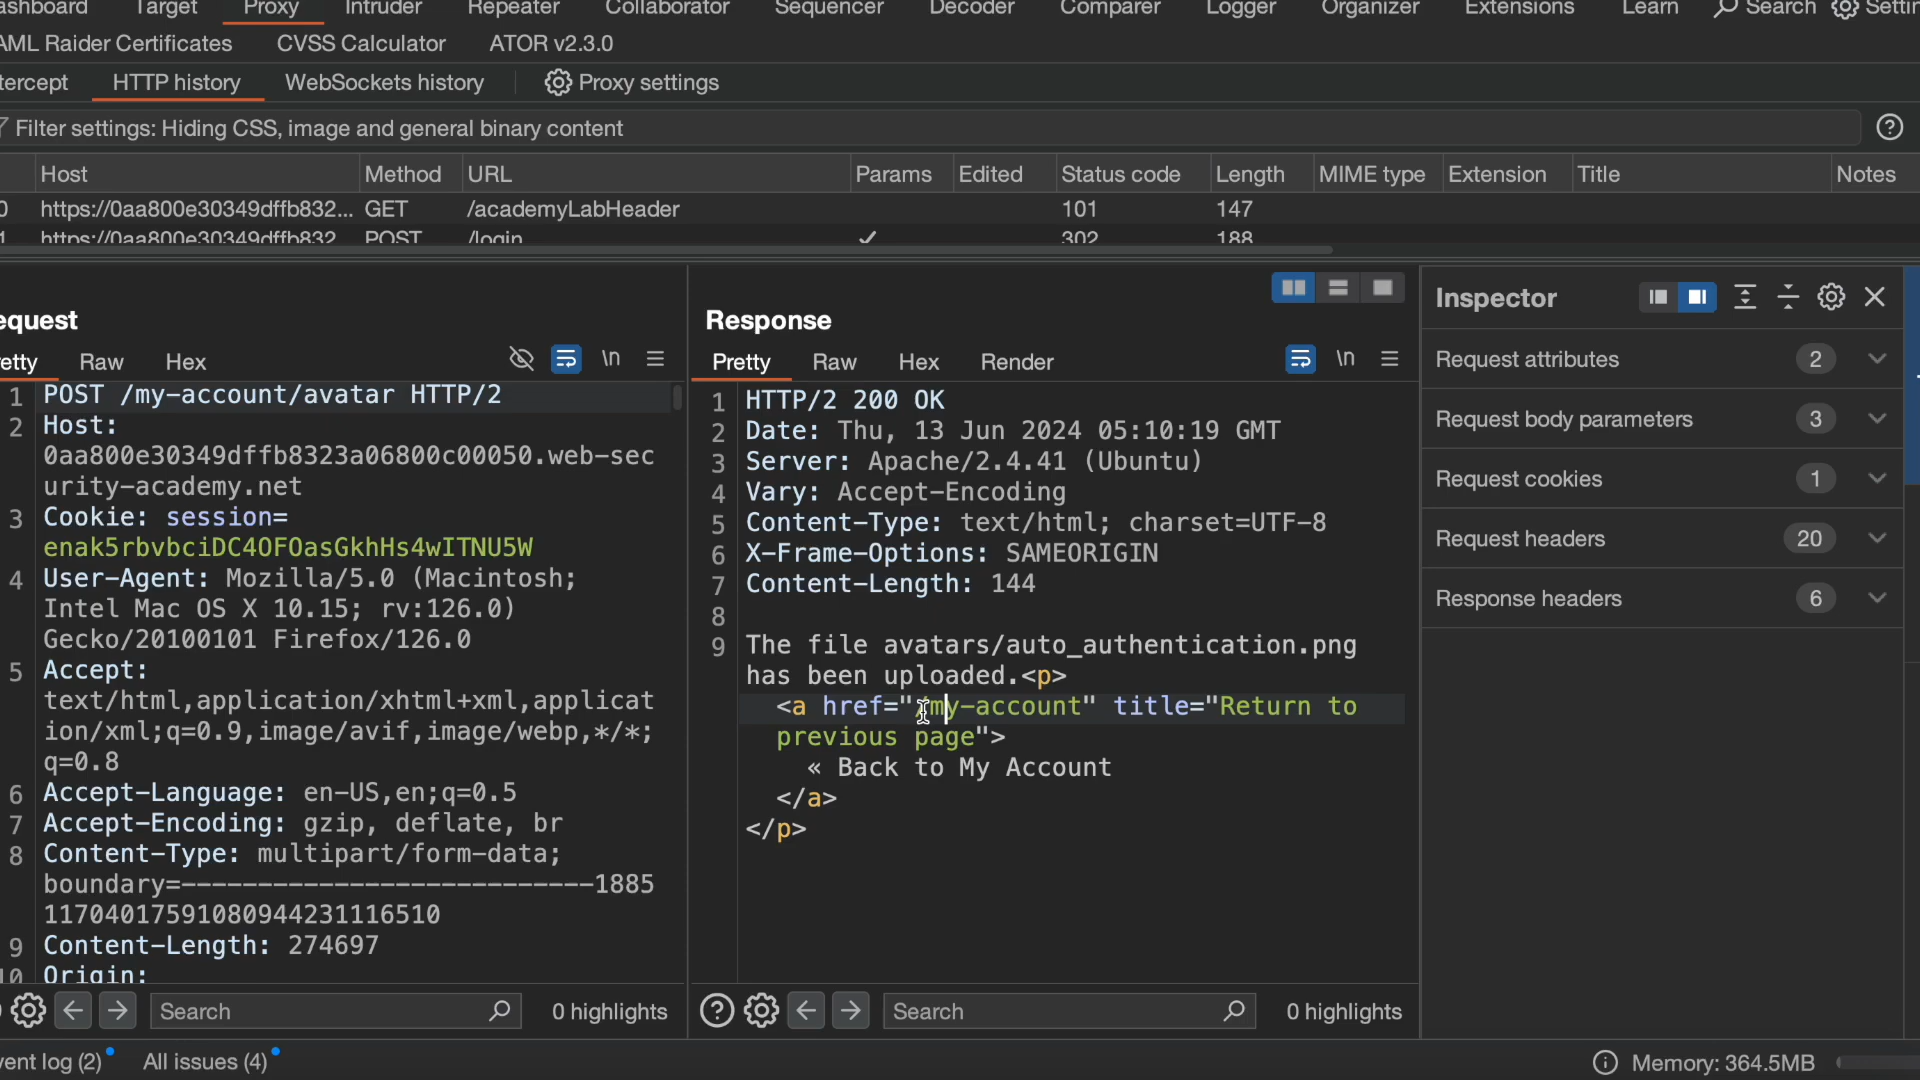 ashboard Target Proxy Intruder Repeater Collaborator Sequencer Decoder Comparer Logger Organizer Extensions Learn Search Settin
AML Raider Certificates CVSS Calculator ATOR v2.3.0
tercept HTTP history WebSockets history Proxy settings
Filter settings: Hiding CSS, image and general binary content
Host Method URL Params Edited Status code Length MIME type Extension Title Notes
0 https://0aa800e30349dffb832... GET /academyLabHeader 101 147
1 https://0aa800e30349dffb832 POST /login ✓ 302 188
equest
etty Raw Hex \n
1 POST /my-account/avatar HTTP/2
2 Host:
0aa800e30349dffb8323a06800c00050.web-sec
urity-academy.net
3 Cookie: session=
enak5rbvbciDC4OFOasGkhHs4wITNU5W
4 User-Agent: Mozilla/5.0 (Macintosh;
Intel Mac OS X 10.15; rv:126.0)
Gecko/20100101 Firefox/126.0
5 Accept:
text/html,application/xhtml+xml,applicat
ion/xml;q=0.9,image/avif,image/webp,*/*;
q=0.8
6 Accept-Language: en-US,en;q=0.5
7 Accept-Encoding: gzip, deflate, br
8 Content-Type: multipart/form-data;
boundary=---------------------------1885
11704017591080944231116510
9 Content-Length: 274697
10 Origin:
Search 0 highlights
Response
Pretty Raw Hex Render \n
1 HTTP/2 200 OK
2 Date: Thu, 13 Jun 2024 05:10:19 GMT
3 Server: Apache/2.4.41 (Ubuntu)
4 Vary: Accept-Encoding
5 Content-Type: text/html; charset=UTF-8
6 X-Frame-Options: SAMEORIGIN
7 Content-Length: 144
8
9 The file avatars/auto_authentication.png
has been uploaded.<p>
<a href="/my-account" title="Return to
previous page">
« Back to My Account
</a>
</p>
Search 0 highlights
Inspector
Request attributes 2
Request body parameters 3
Request cookies 1
Request headers 20
Response headers 6
vent log (2) All issues (4) Memory: 364.5MB